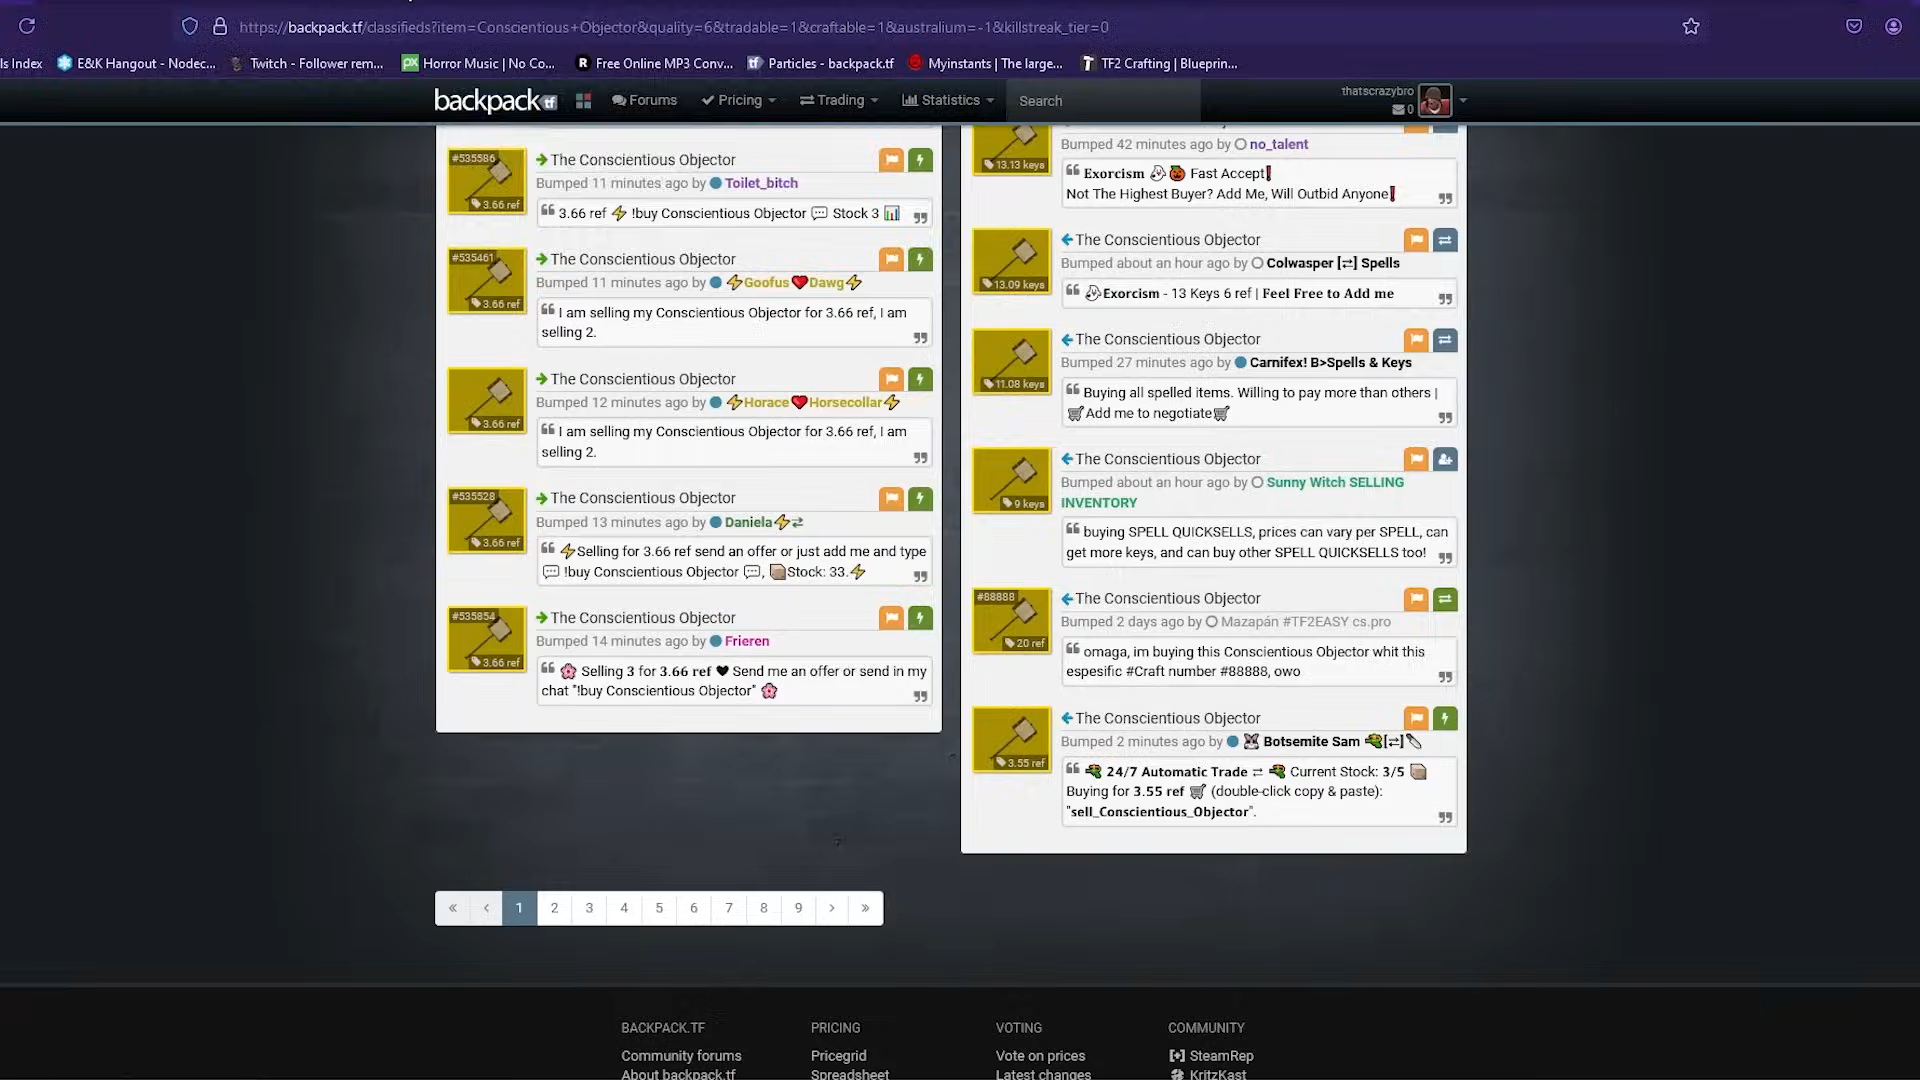 https://backpack.tf/classifieds?item=Conscientious+Objector&quality=6&tradable=1&craftable=1&australium=-1&killstreak_tier=0
ls Index
E&K Hangout - Nodec...
Twitch - Follower rem...
Horror Music | No Co...
Free Online MP3 Conv...
Particles - backpack.tf
Myinstants | The large...
TF2 Crafting | Blueprin...
backpack tf
Forums
Pricing
Trading
Statistics
Search
thatscrazybro
0
#535586
3.66 ref
The Conscientious Objector
Bumped 11 minutes ago by Toilet_bitch
3.66 ref ⚡ !buy Conscientious Objector 💬 Stock 3 📊
#535461
3.66 ref
The Conscientious Objector
Bumped 11 minutes ago by ⚡Goofus❤Dawg⚡
I am selling my Conscientious Objector for 3.66 ref, I am
selling 2.
3.66 ref
The Conscientious Objector
Bumped 12 minutes ago by ⚡Horace❤Horsecollar⚡
I am selling my Conscientious Objector for 3.66 ref, I am
selling 2.
#535528
3.66 ref
The Conscientious Objector
Bumped 13 minutes ago by Daniela⚡⇄
⚡Selling for 3.66 ref send an offer or just add me and type
💬 !buy Conscientious Objector 💬, 📦Stock: 33.⚡
#535854
3.66 ref
The Conscientious Objector
Bumped 14 minutes ago by Frieren
🌸 Selling 3 for 3.66 ref ♥ Send me an offer or send in my
chat "!buy Conscientious Objector" 🌸
13.13 keys
Bumped 42 minutes ago by no_talent
Exorcism 👻 🎃 Fast Accept❗
Not The Highest Buyer? Add Me, Will Outbid Anyone❗
13.09 keys
The Conscientious Objector
Bumped about an hour ago by Colwasper [⇄] Spells
👻Exorcism - 13 Keys 6 ref | Feel Free to Add me
11.08 keys
The Conscientious Objector
Bumped 27 minutes ago by Carnifex! B>Spells & Keys
Buying all spelled items. Willing to pay more than others |
🛒Add me to negotiate🛒
9 keys
The Conscientious Objector
Bumped about an hour ago by Sunny Witch SELLING
INVENTORY
buying SPELL QUICKSELLS, prices can vary per SPELL, can
get more keys, and can buy other SPELL QUICKSELLS too!
#88888
20 ref
The Conscientious Objector
Bumped 2 days ago by Mazapán #TF2EASY cs.pro
omaga, im buying this Conscientious Objector whit this
espesific #Craft number #88888, owo
3.55 ref
The Conscientious Objector
Bumped 2 minutes ago by 🐰 Botsemite Sam 🔫[⇄]🔪
🔫 24/7 Automatic Trade ⇄ 🔫 Current Stock: 3/5 📦
Buying for 3.55 ref 🛒 (double-click copy & paste):
"sell_Conscientious_Objector".
« ‹ 1 2 3 4 5 6 7 8 9 › »
BACKPACK.TF
Community forums
About backpack.tf
PRICING
Pricegrid
Spreadsheet
VOTING
Vote on prices
Latest changes
COMMUNITY
SteamRep
KritzKast